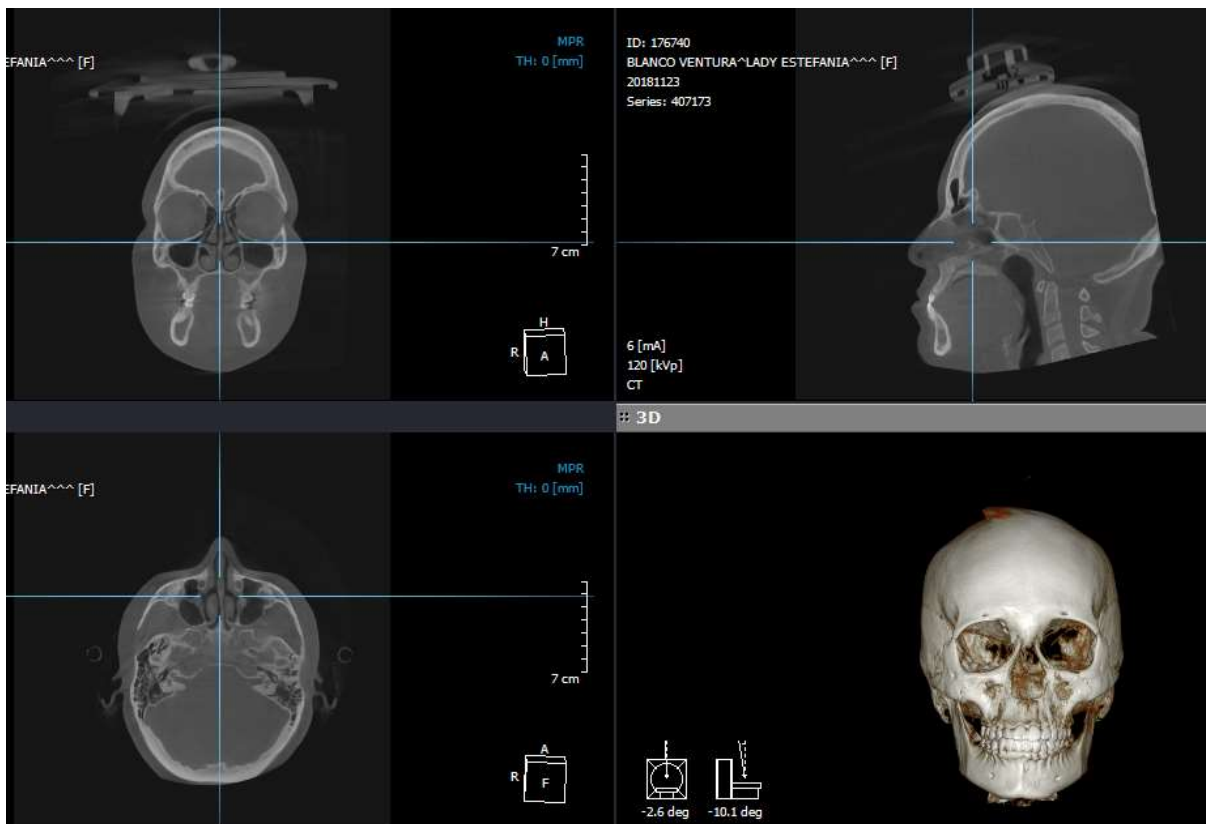 EFANIA^^^ [F]
MPR
TH: 0 [mm]
7 cm
H
R
A
ID: 176740
BLANCO VENTURA^LADY ESTEFANIA^^^ [F]
20181123
Series: 407173
6 [mA]
120 [kVp]
CT
EFANIA^^^ [F]
MPR
TH: 0 [mm]
7 cm
A
R
F
3D
-2.6 deg
-10.1 deg